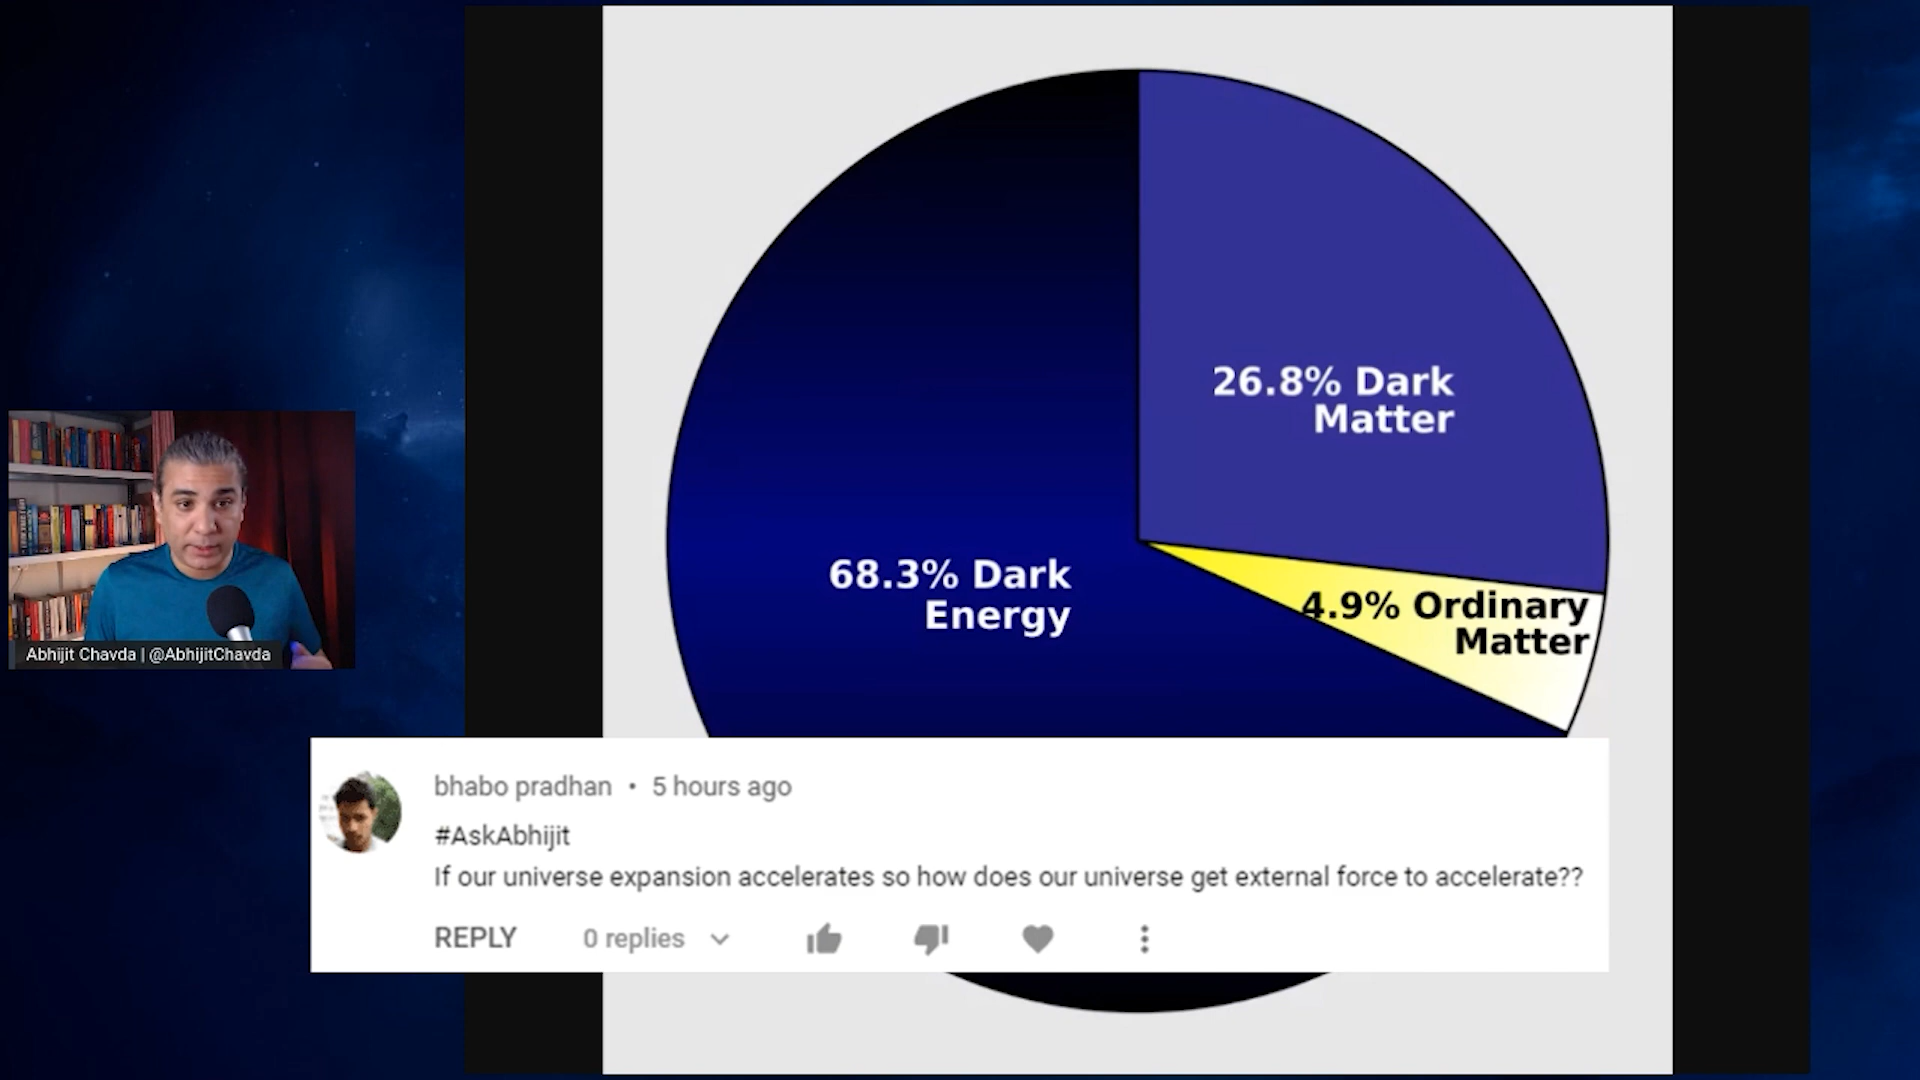 26.8% Dark
Matter
68.3% Dark
Energy
4.9% Ordinary
Matter
Abhijit Chavda | @AbhijitChavda
bhabo pradhan • 5 hours ago
#AskAbhijit
If our universe expansion accelerates so how does our universe get external force to accelerate??
REPLY 0 replies